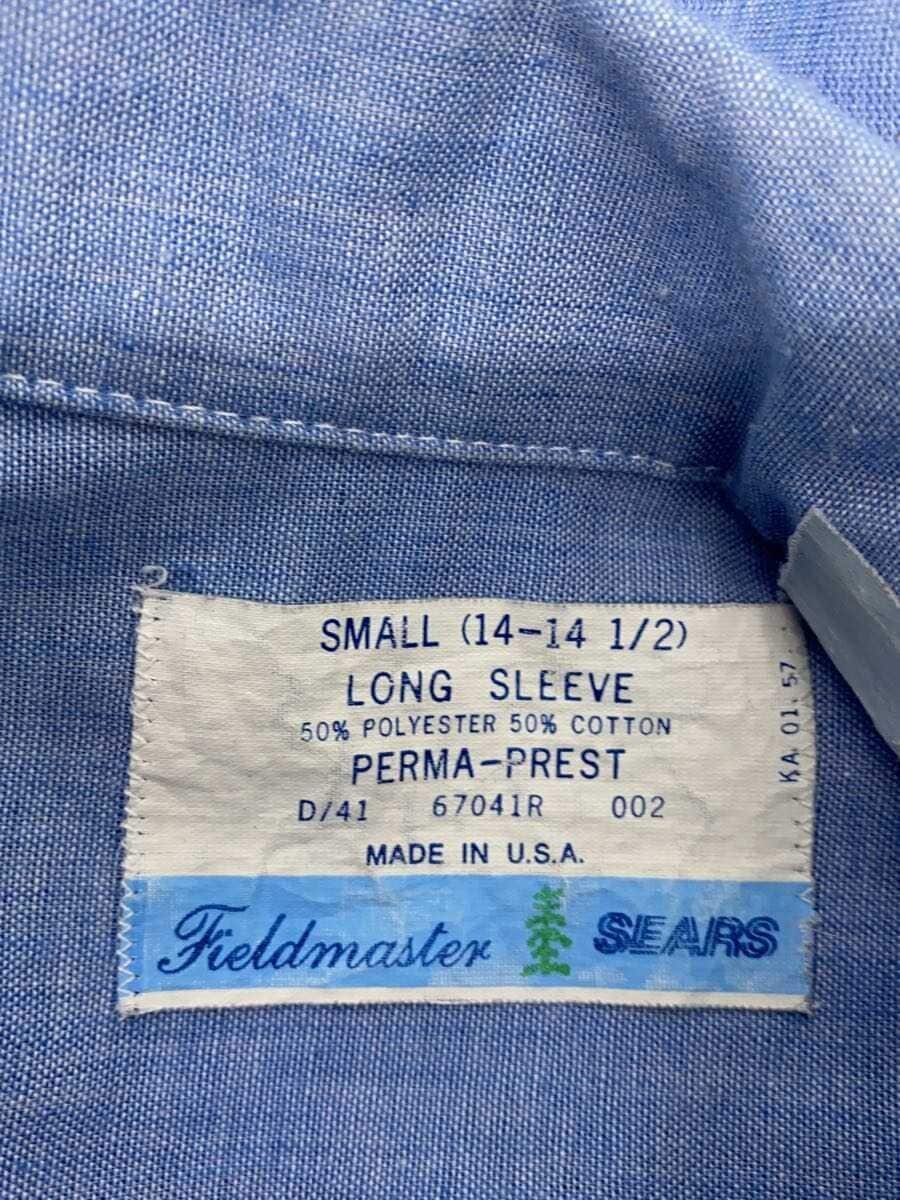 SMALL (14-14 1/2)
LONG SLEEVE
50% POLYESTER 50% COTTON
PERMA-PREST
D/41 67041R 002
MADE IN U.S.A.
Fieldmaster SEARS
KA 01.57